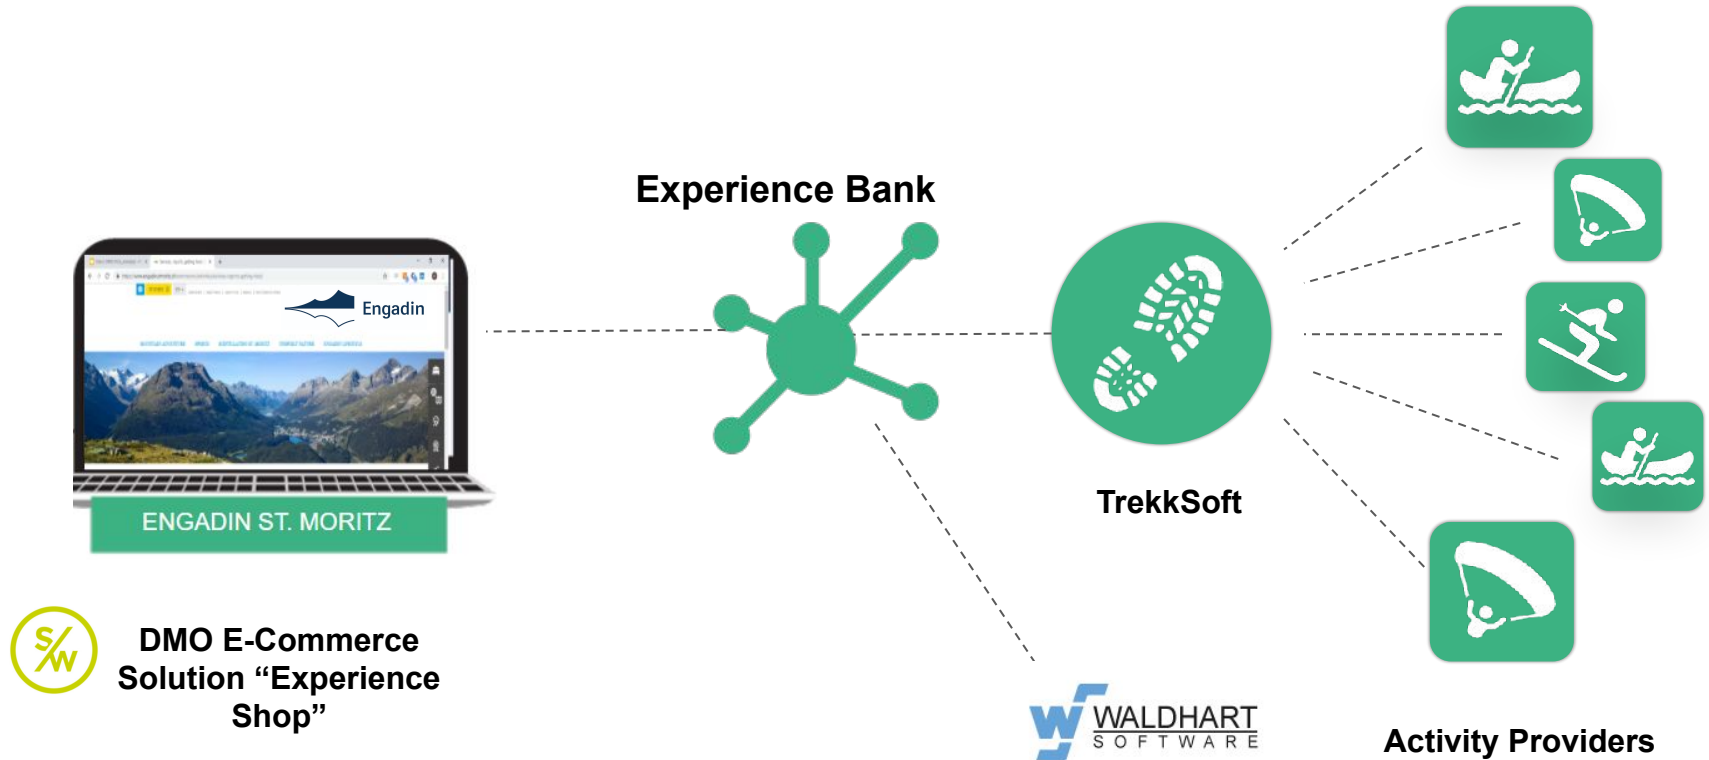 Experience Bank
Engadin
ENGADIN ST. MORITZ
TrekkSoft
S/W
DMO E-Commerce
Solution “Experience
Shop”
WALDHART
SOFTWARE
Activity Providers